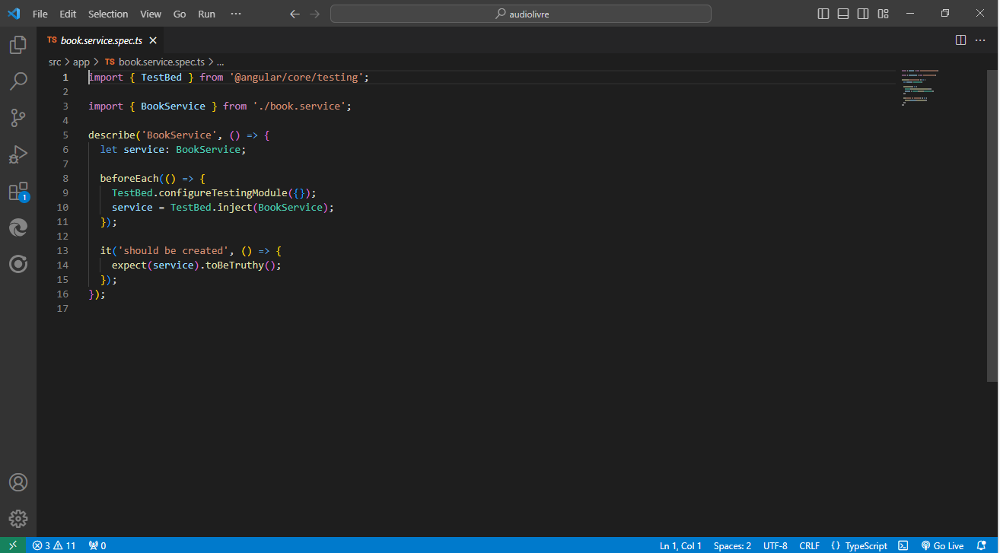 File Edit Selection View Go Run ···
audiolivre
TS book.service.spec.ts
src > app > TS book.service.spec.ts > ...
1 import { TestBed } from '@angular/core/testing';
2
3 import { BookService } from './book.service';
4
5 describe('BookService', () => {
6 let service: BookService;
7
8 beforeEach(() => {
9 TestBed.configureTestingModule({});
10 service = TestBed.inject(BookService);
11 });
12
13 it('should be created', () => {
14 expect(service).toBeTruthy();
15 });
16 });
17
1
3 11 0 Ln 1, Col 1 Spaces: 2 UTF-8 CRLF {} TypeScript Go Live